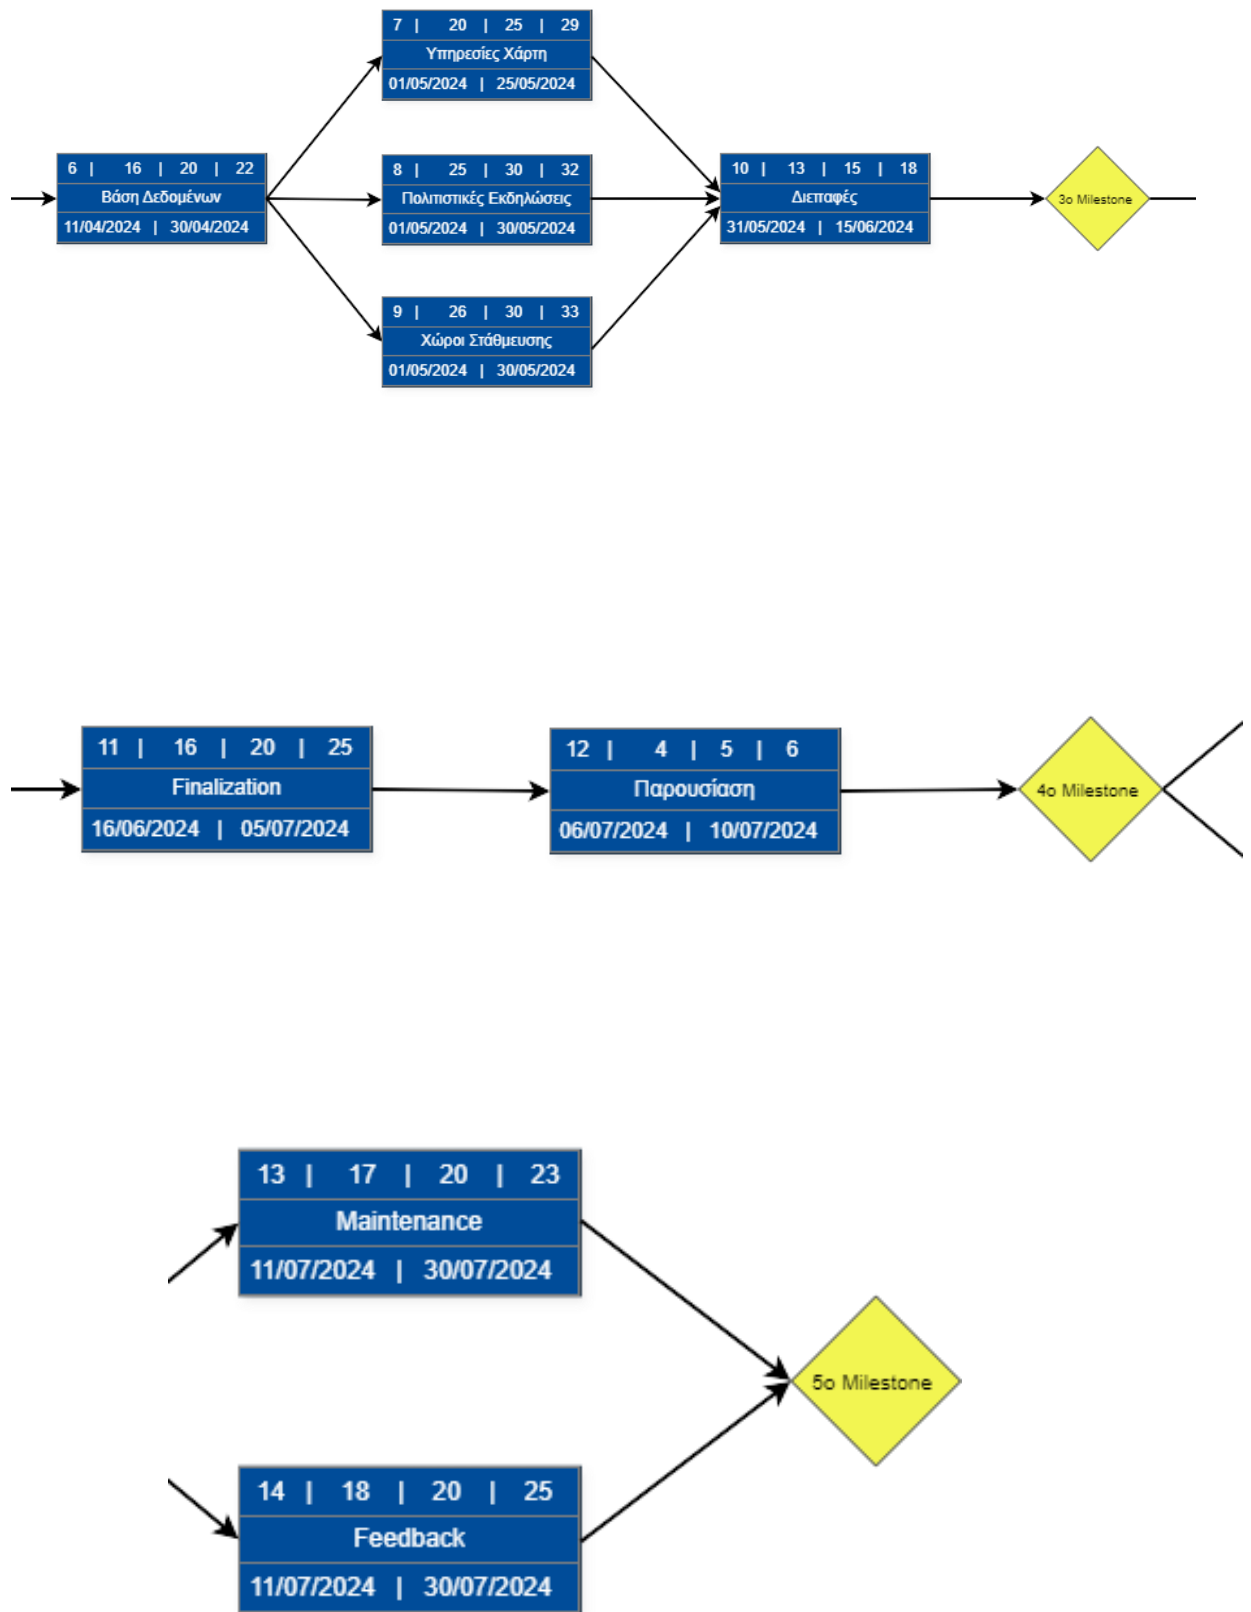 7 | 20 | 25 | 29
Υπηρεσίες Χάρτη
01/05/2024 | 25/05/2024
6 | 16 | 20 | 22
Βάση Δεδομένων
11/04/2024 | 30/04/2024
8 | 25 | 30 | 32
Πολιτιστικές Εκδηλώσεις
01/05/2024 | 30/05/2024
10 | 13 | 15 | 18
Διεπαφές
31/05/2024 | 15/06/2024
3ο Milestone
9 | 26 | 30 | 33
Χώροι Στάθμευσης
01/05/2024 | 30/05/2024
11 | 16 | 20 | 25
Finalization
16/06/2024 | 05/07/2024
12 | 4 | 5 | 6
Παρουσίαση
06/07/2024 | 10/07/2024
4ο Milestone
13 | 17 | 20 | 23
Maintenance
11/07/2024 | 30/07/2024
5ο Milestone
14 | 18 | 20 | 25
Feedback
11/07/2024 | 30/07/2024